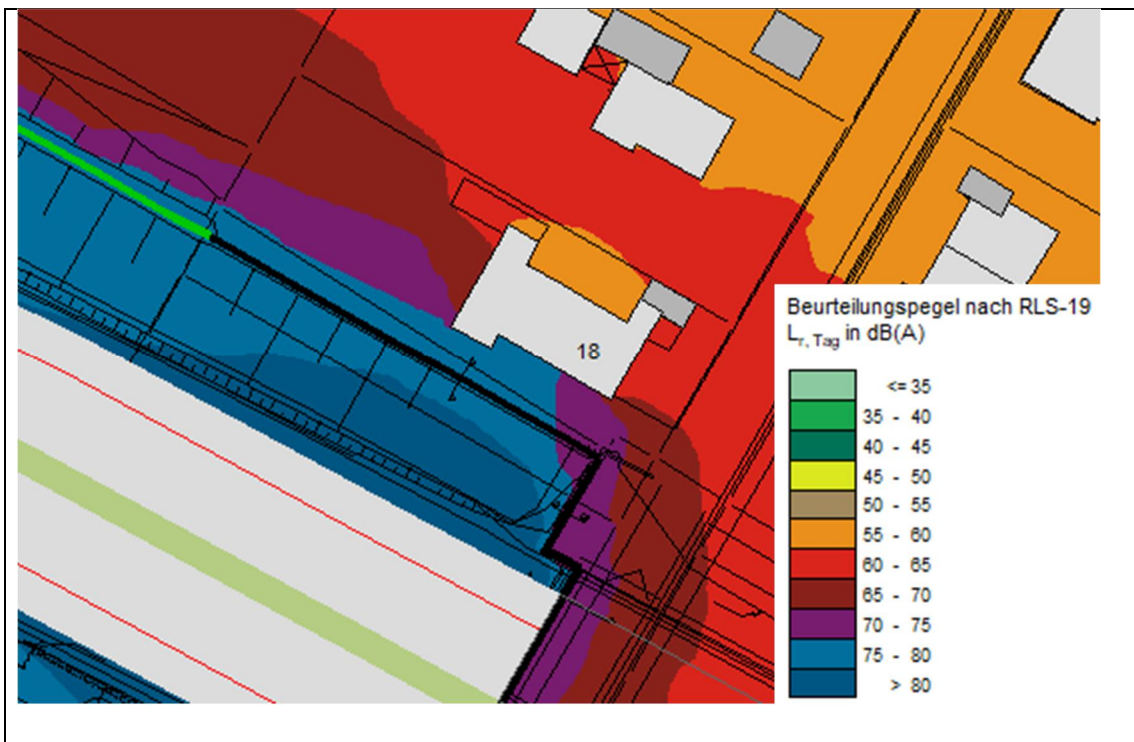 18
Beurteilungspegel nach RLS-19
Lr, Tag in dB(A)
<= 35
35 - 40
40 - 45
45 - 50
50 - 55
55 - 60
60 - 65
65 - 70
70 - 75
75 - 80
> 80